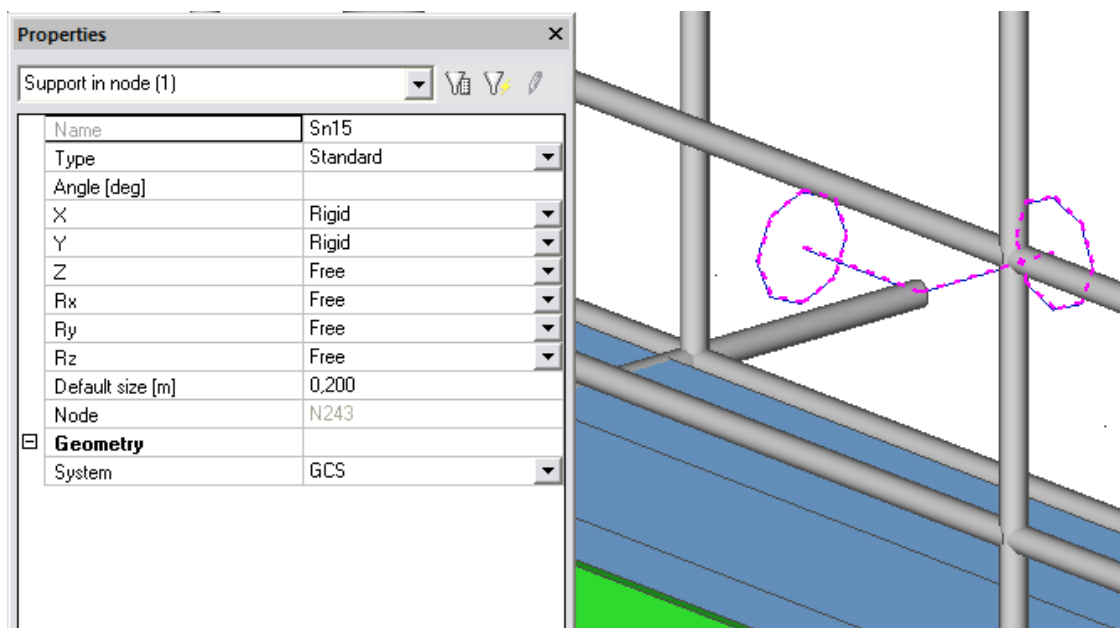 Properties
Support in node (1)
Name Sn15
Type Standard
Angle [deg]
X Rigid
Y Rigid
Z Free
Rx Free
Ry Free
Rz Free
Default size [m] 0,200
Node N243
Geometry
System GCS